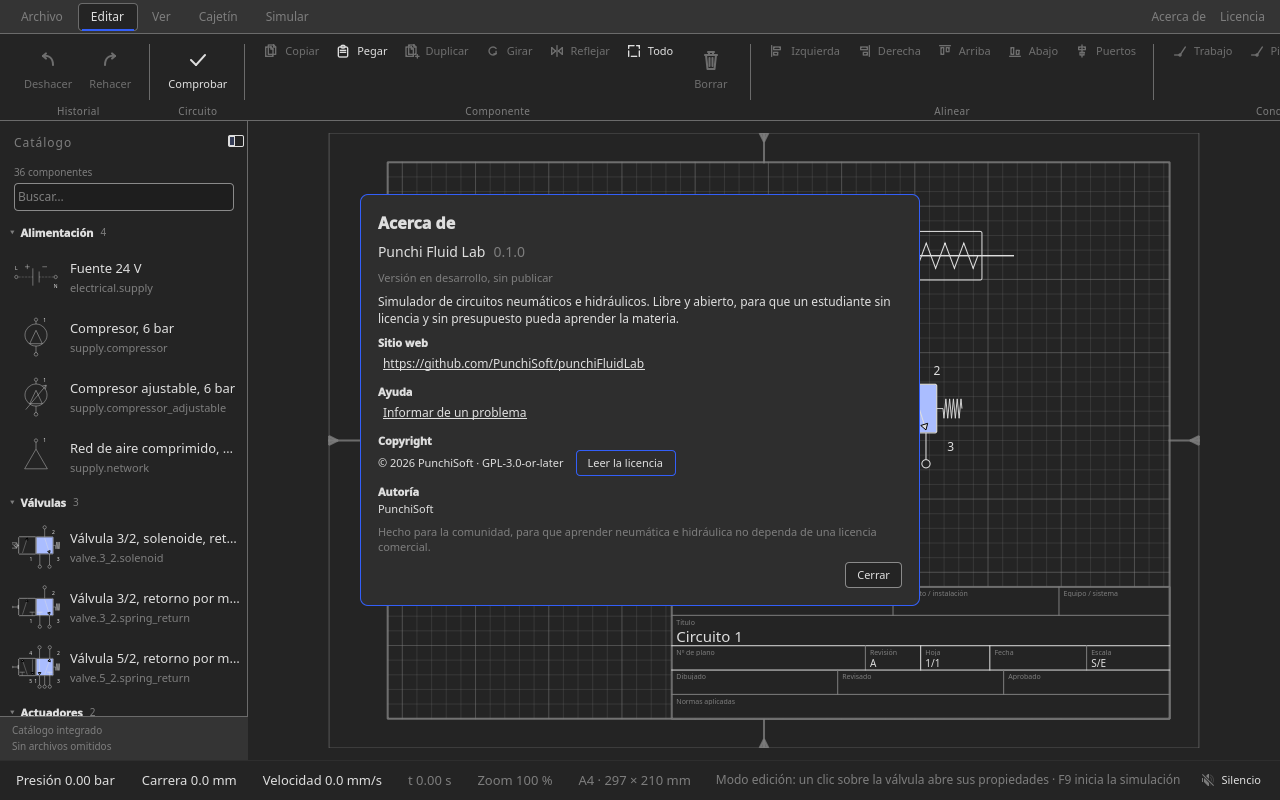 Archivo Editar Ver Cajetín Simular Acerca de Licencia
Copiar Pegar Duplicar Girar Reflejar Todo Izquierda Derecha Arriba Abajo Puertos Trabajo
Deshacer Rehacer Comprobar Borrar
Historial Circuito Componente Alinear
Catálogo
36 componentes
Buscar...
Alimentación 4
Fuente 24 V
electrical.supply
Compresor, 6 bar
supply.compressor
Compresor ajustable, 6 bar
supply.compressor_adjustable
Red de aire comprimido, ...
supply.network
Válvulas 3
Válvula 3/2, solenoide, ret...
valve.3_2.solenoid
Válvula 3/2, retorno por m...
valve.3_2.spring_return
Válvula 5/2, retorno por m...
valve.5_2.spring_return
Actuadores 2
Catálogo integrado
Sin archivos omitidos
Acerca de
Punchi Fluid Lab 0.1.0
Versión en desarrollo, sin publicar
Simulador de circuitos neumáticos e hidráulicos. Libre y abierto, para que un estudiante sin
licencia y sin presupuesto pueda aprender la materia.
Sitio web
https://github.com/PunchiSoft/punchiFluidLab
Ayuda
Informar de un problema
Copyright
© 2026 PunchiSoft · GPL-3.0-or-later Leer la licencia
Autoría
PunchiSoft
Hecho para la comunidad, para que aprender neumática e hidráulica no dependa de una licencia
comercial.
Cerrar
2
3
/ instalación Equipo / sistema
Título
Circuito 1
Nº de plano Revisión Hoja Fecha Escala
A 1/1 S/E
Dibujado Revisado Aprobado
Normas aplicadas
Presión 0.00 bar Carrera 0.0 mm Velocidad 0.0 mm/s t 0.00 s Zoom 100 % A4 · 297 × 210 mm Modo edición: un clic sobre la válvula abre sus propiedades · F9 inicia la simulación Silencio